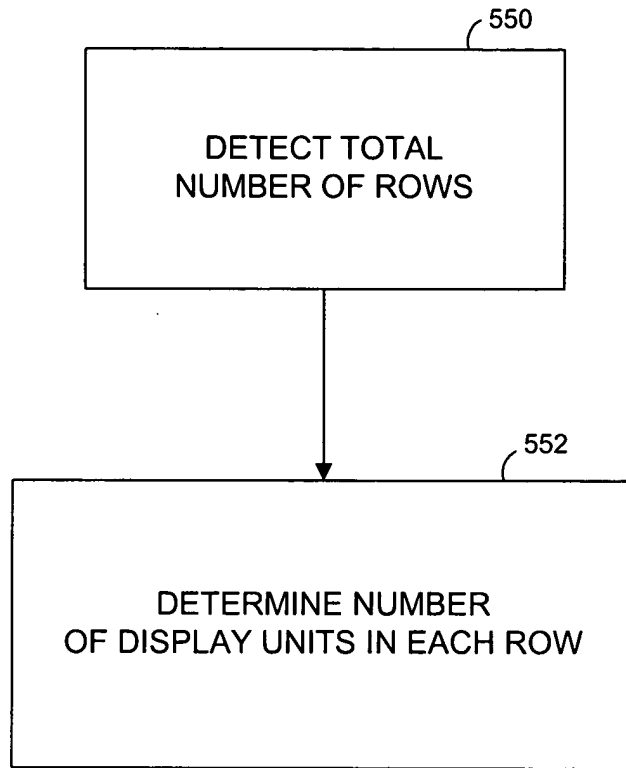 550
DETECT TOTAL
NUMBER OF ROWS
552
DETERMINE NUMBER
OF DISPLAY UNITS IN EACH ROW